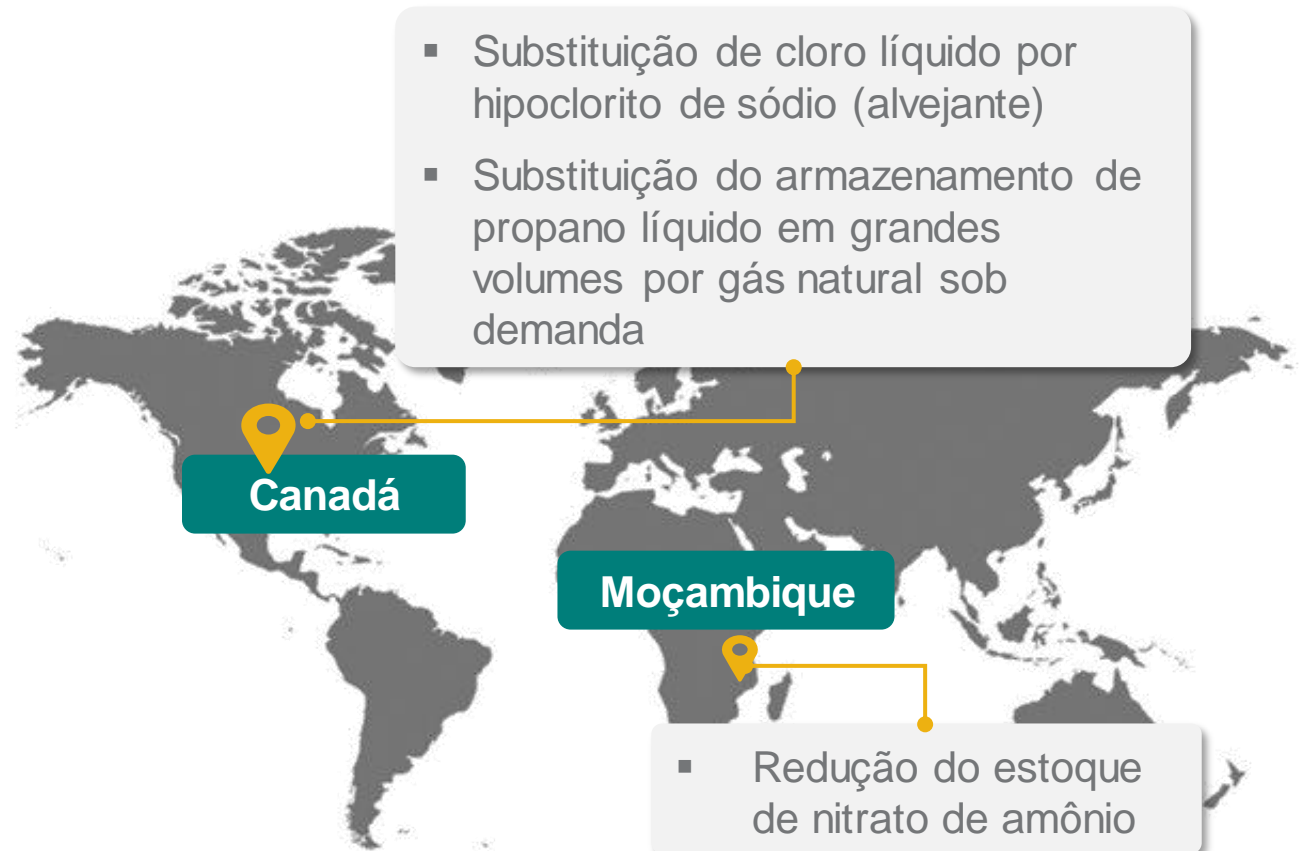 ▪ Substituição de cloro líquido por
hipoclorito de sódio (alvejante)
▪ Substituição do armazenamento de
propano líquido em grandes
volumes por gás natural sob
demanda
Canadá
Moçambique
▪ Redução do estoque
de nitrato de amônio